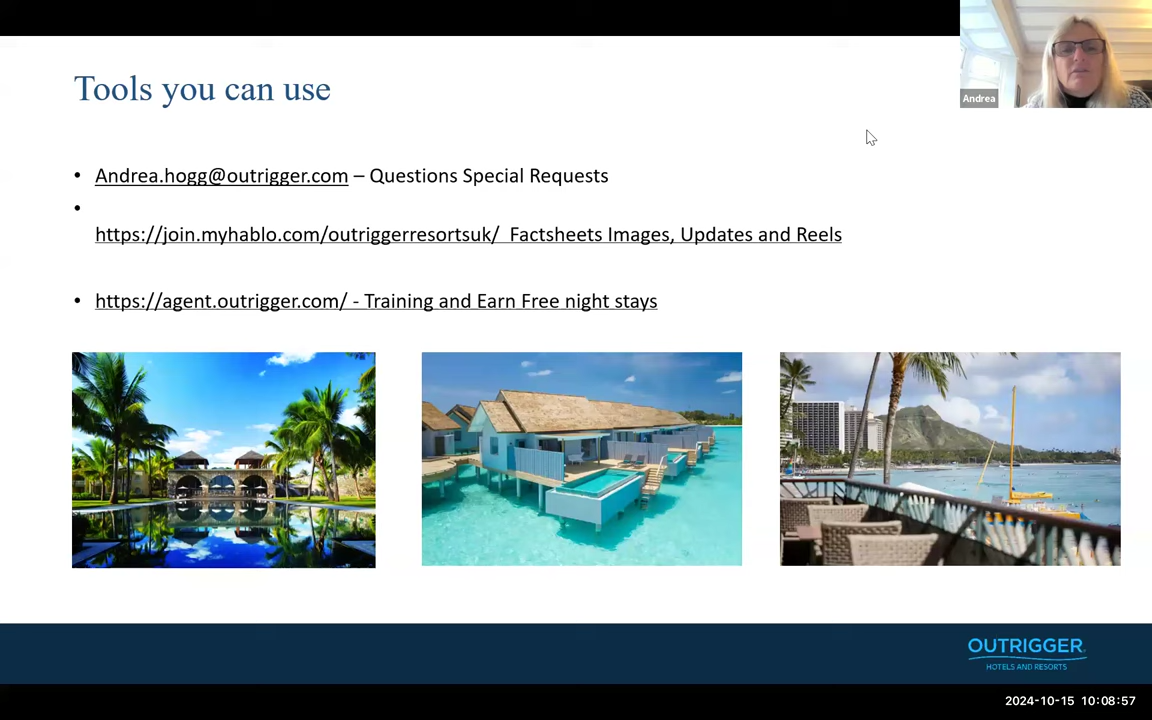 Tools you can use
Andrea
• Andrea.hogg@outrigger.com – Questions Special Requests
•
https://join.myhablo.com/outriggerresortsuk/  Factsheets Images, Updates and Reels
• https://agent.outrigger.com/ - Training and Earn Free night stays
OUTRIGGER
HOTELS AND RESORTS
2024-10-15 10:08:57